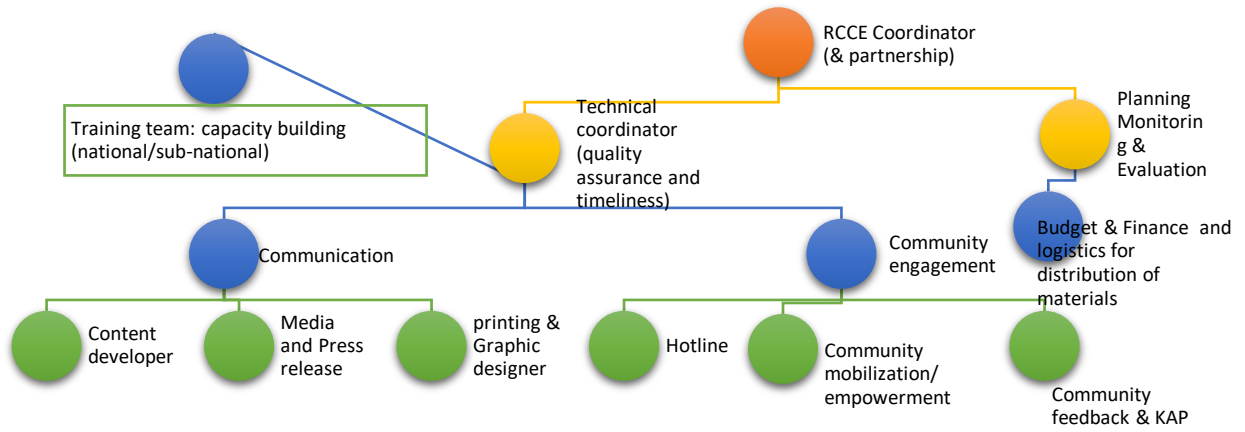 RCCE Coordinator
(& partnership)
Training team: capacity building
(national/sub-national)
Technical
coordinator
(quality
assurance and
timeliness)
Planning
Monitorin
g &
Evaluation
Communication
Community
engagement
Budget & Finance and
logistics for
distribution of
materials
Content
developer
Media
and Press
release
printing &
Graphic
designer
Hotline
Community
mobilization/
empowerment
Community
feedback & KAP